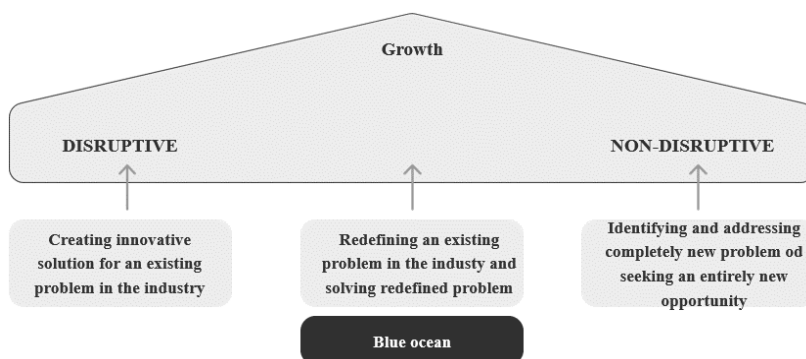 Growth
DISRUPTIVE
NON-DISRUPTIVE
Creating innovative
solution for an existing
problem in the industry
Redefining an existing
problem in the industy and
solving redefined problem
Identifying and addressing
completely new problem od
seeking an entirely new
opportunity
Blue ocean